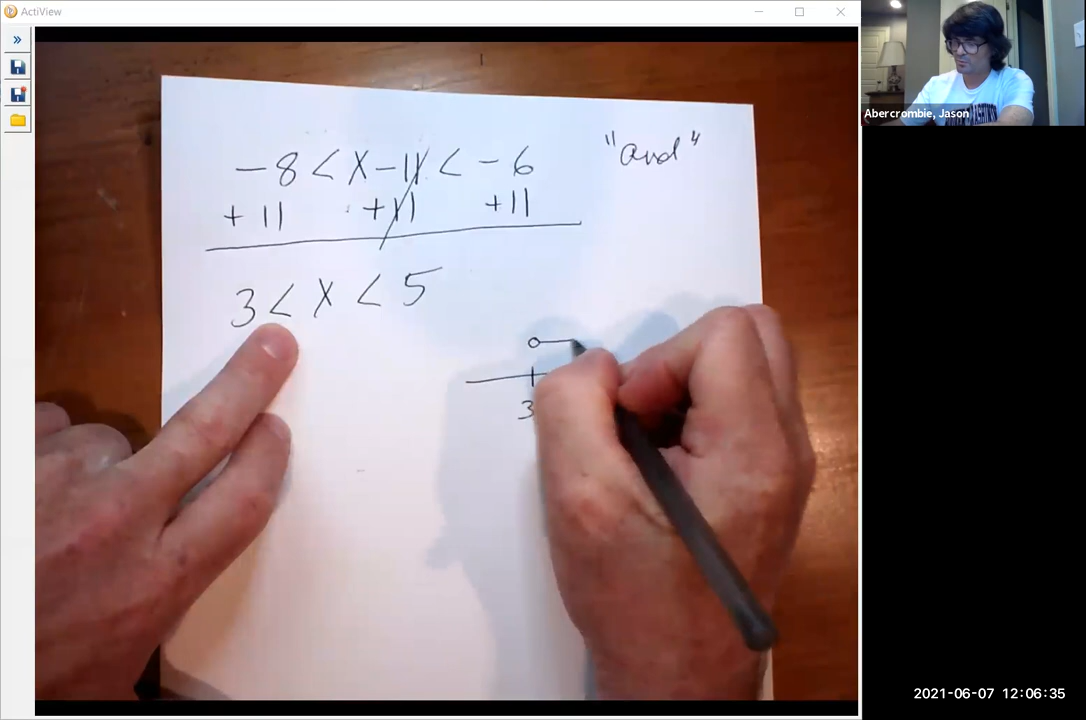 ActiView
-8 < x - 11 < -6 "and"
+ 11 + 11 + 11
3 < x < 5
3
Abercrombie, Jason
2021-06-07 12:06:35